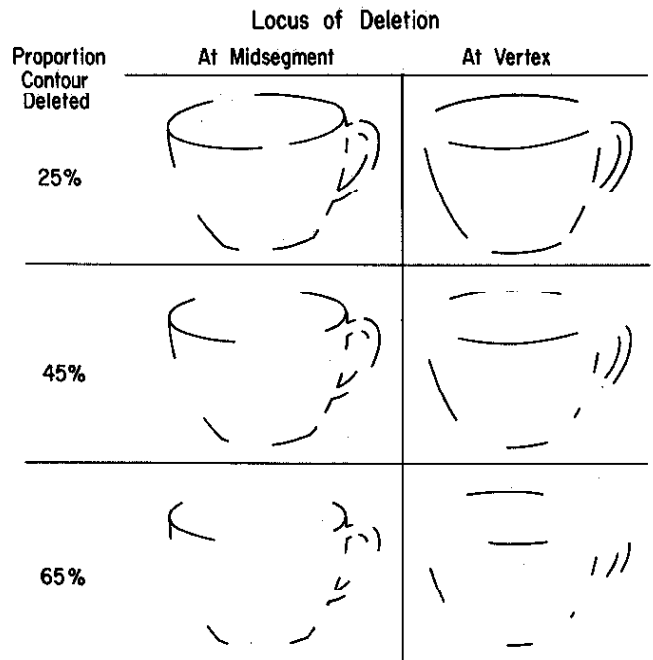 Locus of Deletion
Proportion
Contour
Deleted
At Midsegment
At Vertex
25%
45%
65%